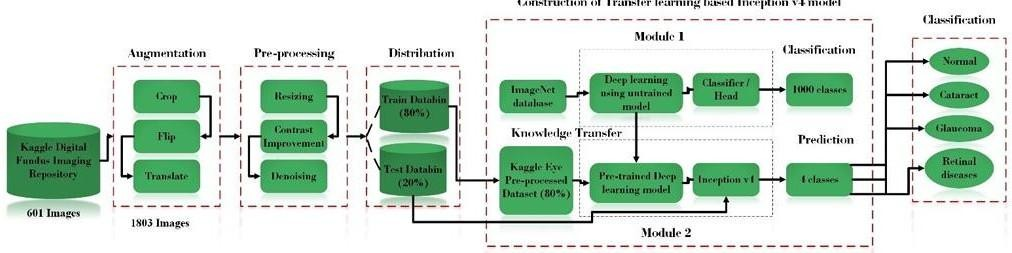 Construction of Transfer learning based Inception v4 model
Classification
Augmentation
Pre-processing
Distribution
Module 1
Classification
Crop
Flip
Translate
Resizing
Contrast
Improvement
Denoising
Train Databin
(80%)
Test Databin
(20%)
ImageNet
database
Deep learning
using untrained
model
Classifier /
Head
1000 classes
Normal
Cataract
Glaucoma
Retinal
diseases
Kaggle Digital
Fundus Imaging
Repository
601 Images
1803 Images
Knowledge Transfer
Prediction
Kaggle Eye
Pre-processed
Dataset (80%)
Pre-trained Deep
learning model
Inception v4
4 classes
Module 2